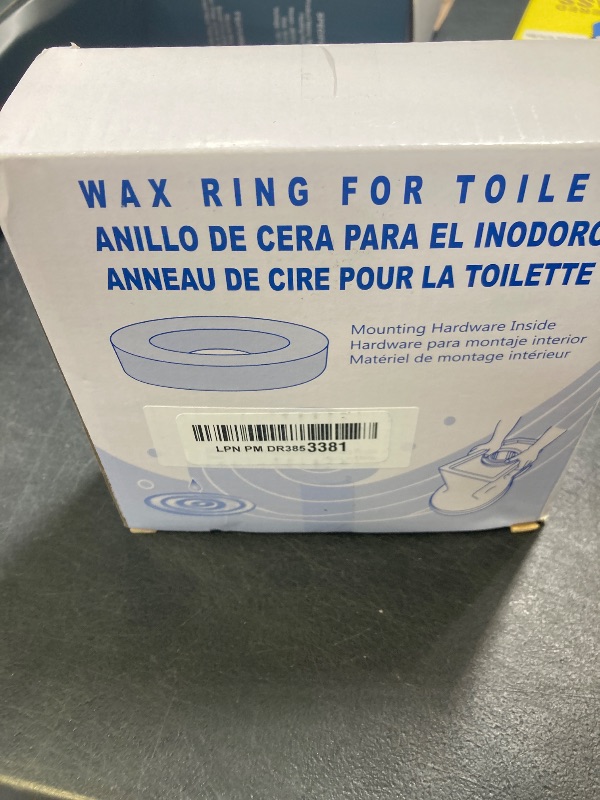 WAX RING FOR TOILE
ANILLO DE CERA PARA EL INODORO
ANNEAU DE CIRE POUR LA TOILETTE
Mounting Hardware Inside
Hardware para montaje interior
Matériel de montage intérieur
LPN PM DR3853381